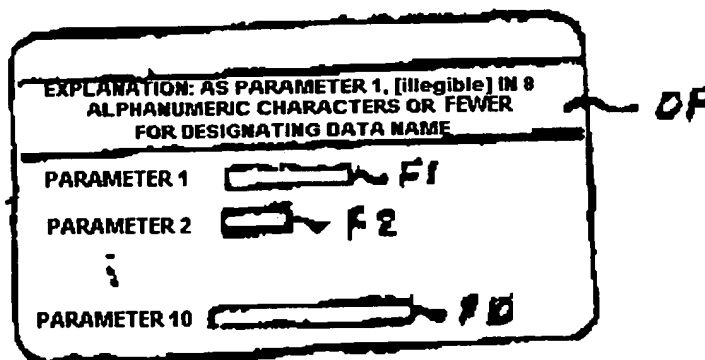 EXPLANATION: AS PARAMETER 1, [illegible] IN 8
ALPHANUMERIC CHARACTERS OR FEWER
FOR DESIGNATING DATA NAME
DF
PARAMETER 1 F1
PARAMETER 2 F2
PARAMETER 10